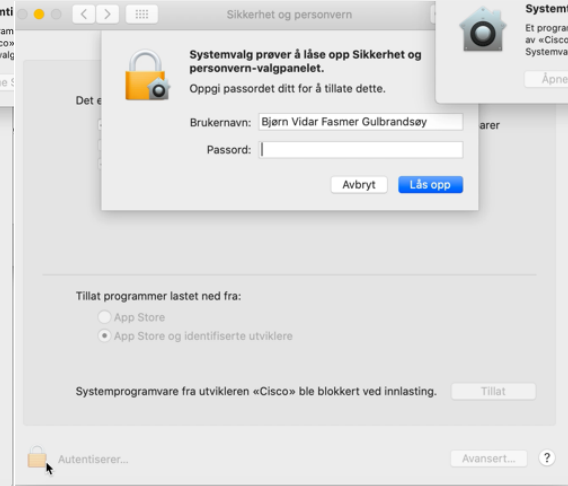 Sikkerhet og personvern
Systemvalg prøver å låse opp Sikkerhet og
personvern-valgpanelet.
Oppgi passordet ditt for å tillate dette.
Brukernavn: Bjørn Vidar Fasmer Gulbrandsøy
Passord:
Avbryt
Lås opp
Et program
av «Cisco
Systemva
Åpne
Det e
arer
Tillat programmer lastet ned fra:
App Store
App Store og identifiserte utviklere
Systemprogramvare fra utvikleren «Cisco» ble blokkert ved innlasting.
Tillat
Autentiserer...
Avansert...
?